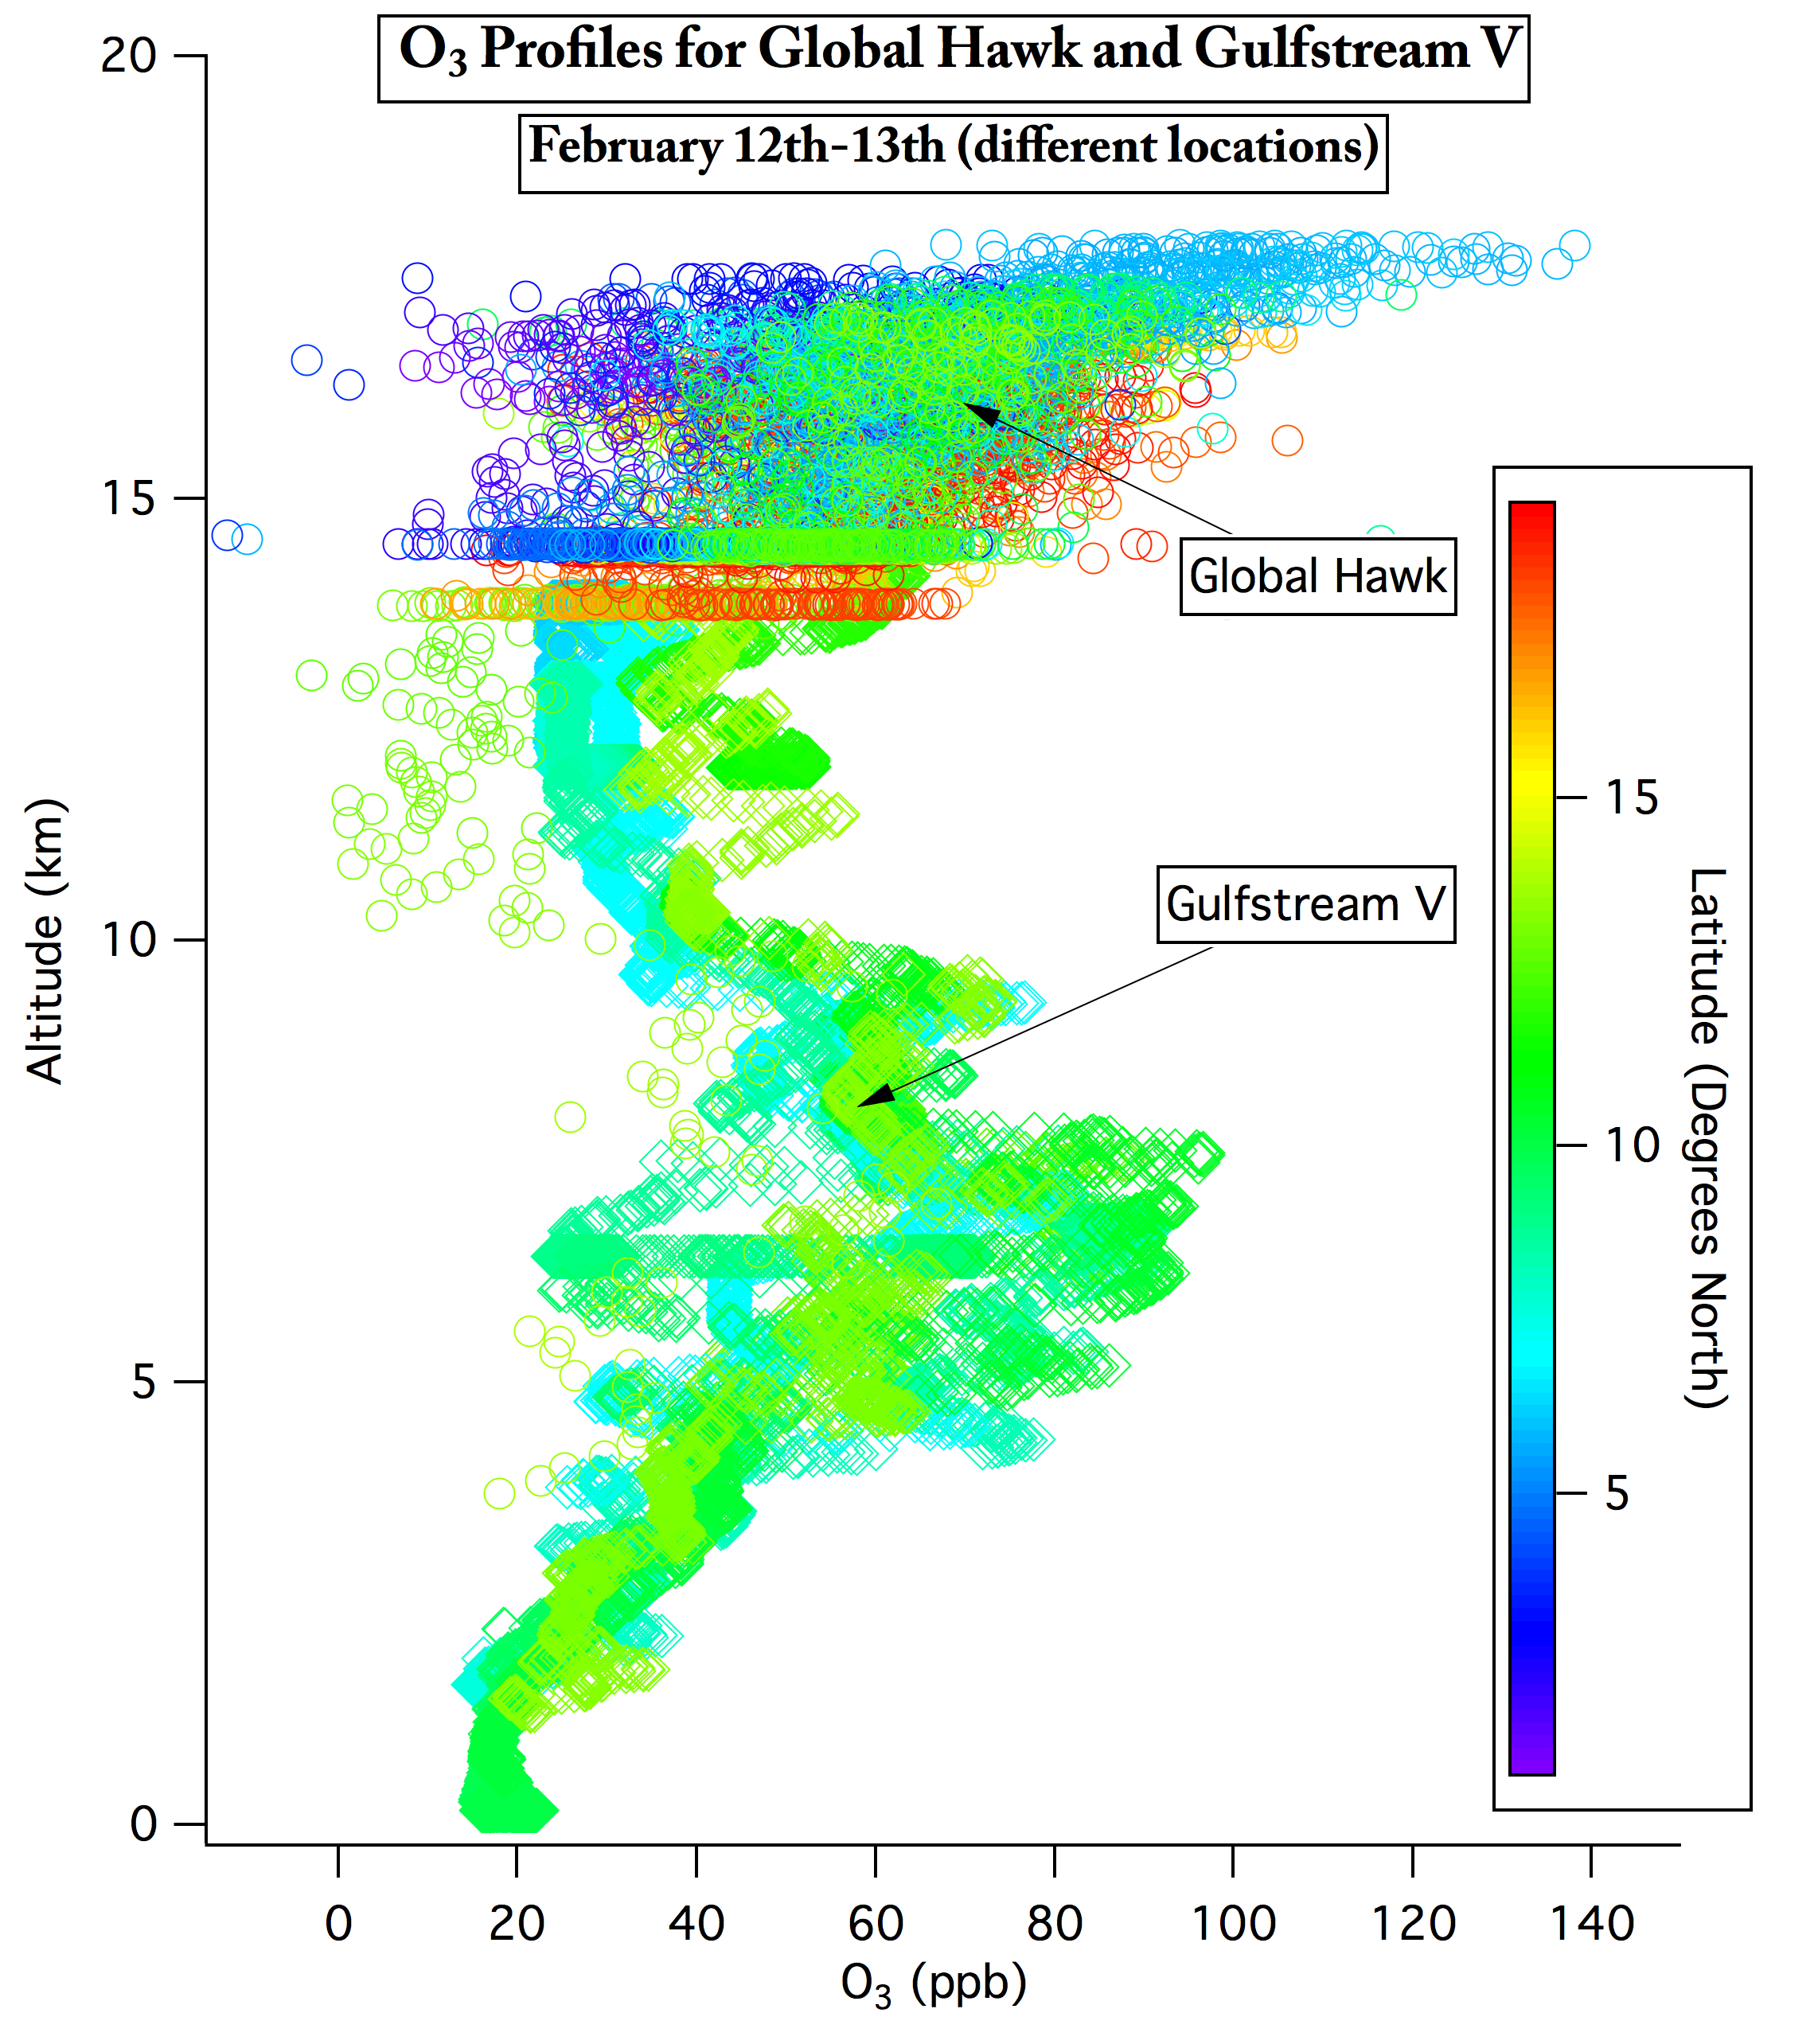 O₃ Profiles for Global Hawk and Gulfstream V
February 12th-13th (different locations)
20
15
10
5
0
Altitude (km)
Global Hawk
Gulfstream V
15
10
5
Latitude (Degrees North)
0 20 40 60 80 100 120 140
O₃ (ppb)